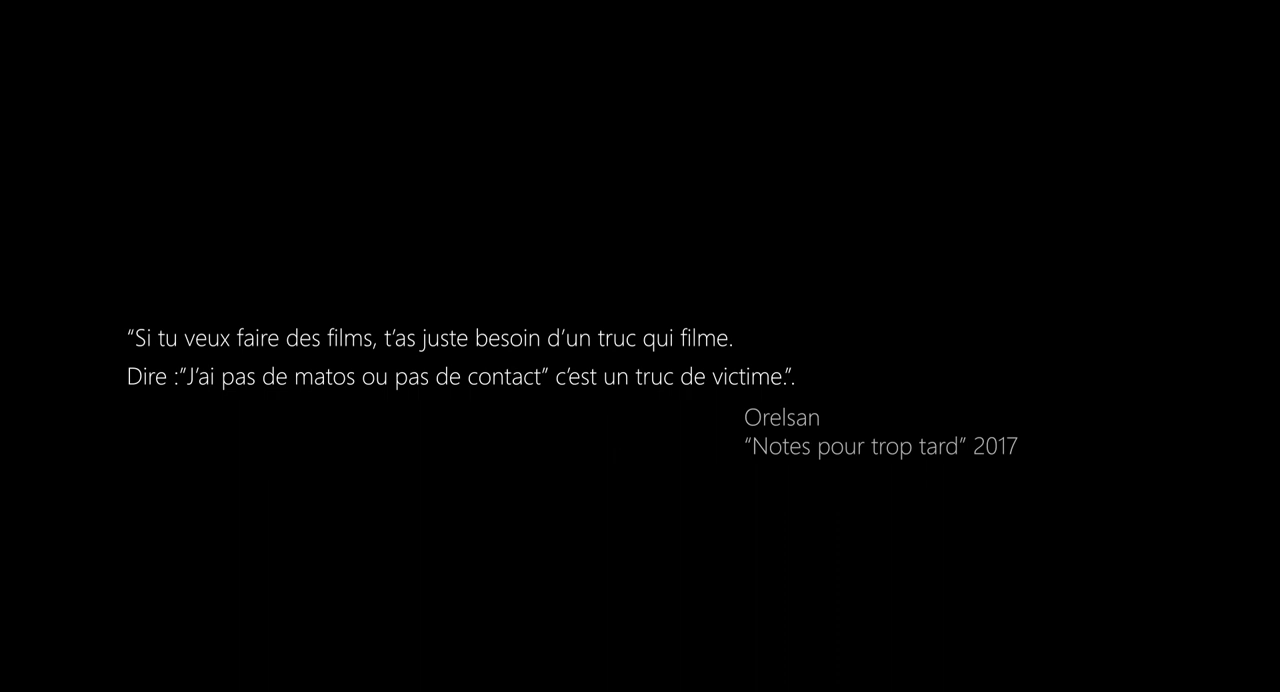 “Si tu veux faire des films, t’as juste besoin d’un truc qui filme.
Dire :”J’ai pas de matos ou pas de contact” c’est un truc de victime.”.
Orelsan
“Notes pour trop tard” 2017